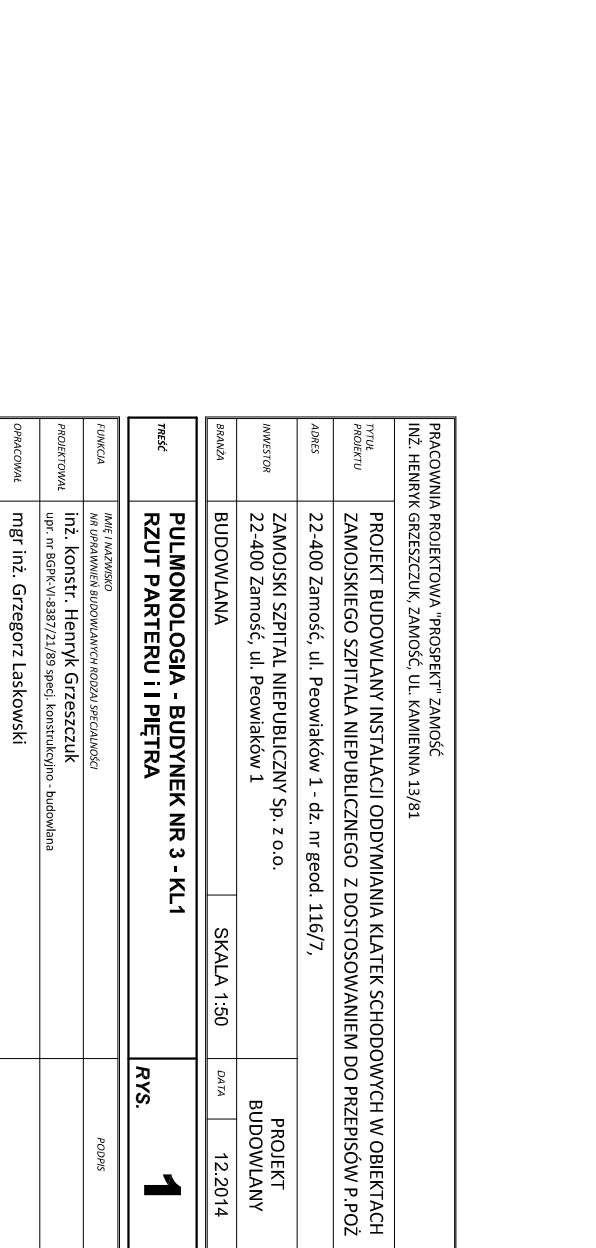 PRACOWNIA PROJEKTOWA "PROSPEKT" ZAMOŚĆ
INŻ. HENRYK GRZESZCZUK, ZAMOŚĆ, UL. KAMIENNA 13/81
TYTUŁ
PROJEKTU
PROJEKT BUDOWLANY INSTALACJI ODDYMIANIA KLATEK SCHODOWYCH W OBIEKTACH
ZAMOJSKIEGO SZPITALA NIEPUBLICZNEGO Z DOSTOSOWANIEM DO PRZEPISÓW P.POŻ
ADRES
22-400 Zamość, ul. Peowiaków 1 - dz. nr geod. 116/7,
INWESTOR
ZAMOJSKI SZPITAL NIEPUBLICZNY Sp. z o.o.
22-400 Zamość, ul. Peowiaków 1
PROJEKT
BUDOWLANY
BRANŻA
BUDOWLANA
SKALA 1:50
DATA
12.2014
TREŚĆ
PULMONOLOGIA - BUDYNEK NR 3 - KL1
RZUT PARTERU i I PIĘTRA
RYS.
1
FUNKCJA
IMIĘ I NAZWISKO
NR UPRAWNIEŃ BUDOWLANYCH RODZAJ SPECJALNOŚCI
PODPIS
PROJEKTOWAŁ
inż. konstr. Henryk Grzeszczuk
upr. nr BGPK-VI-8387/21/89 specj. konstrukcyjno - budowlana
OPRACOWAŁ
mgr inż. Grzegorz Laskowski